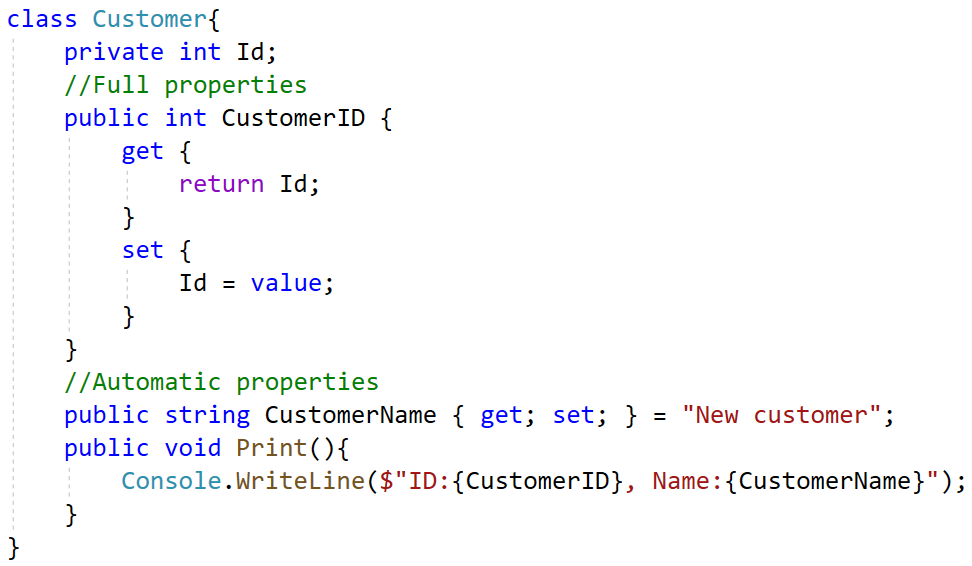 class Customer{
    private int Id;
    //Full properties
    public int CustomerID {
        get {
            return Id;
        }
        set {
            Id = value;
        }
    }
    //Automatic properties
    public string CustomerName { get; set; } = "New customer";
    public void Print(){
        Console.WriteLine($"ID:{CustomerID}, Name:{CustomerName}");
    }
}